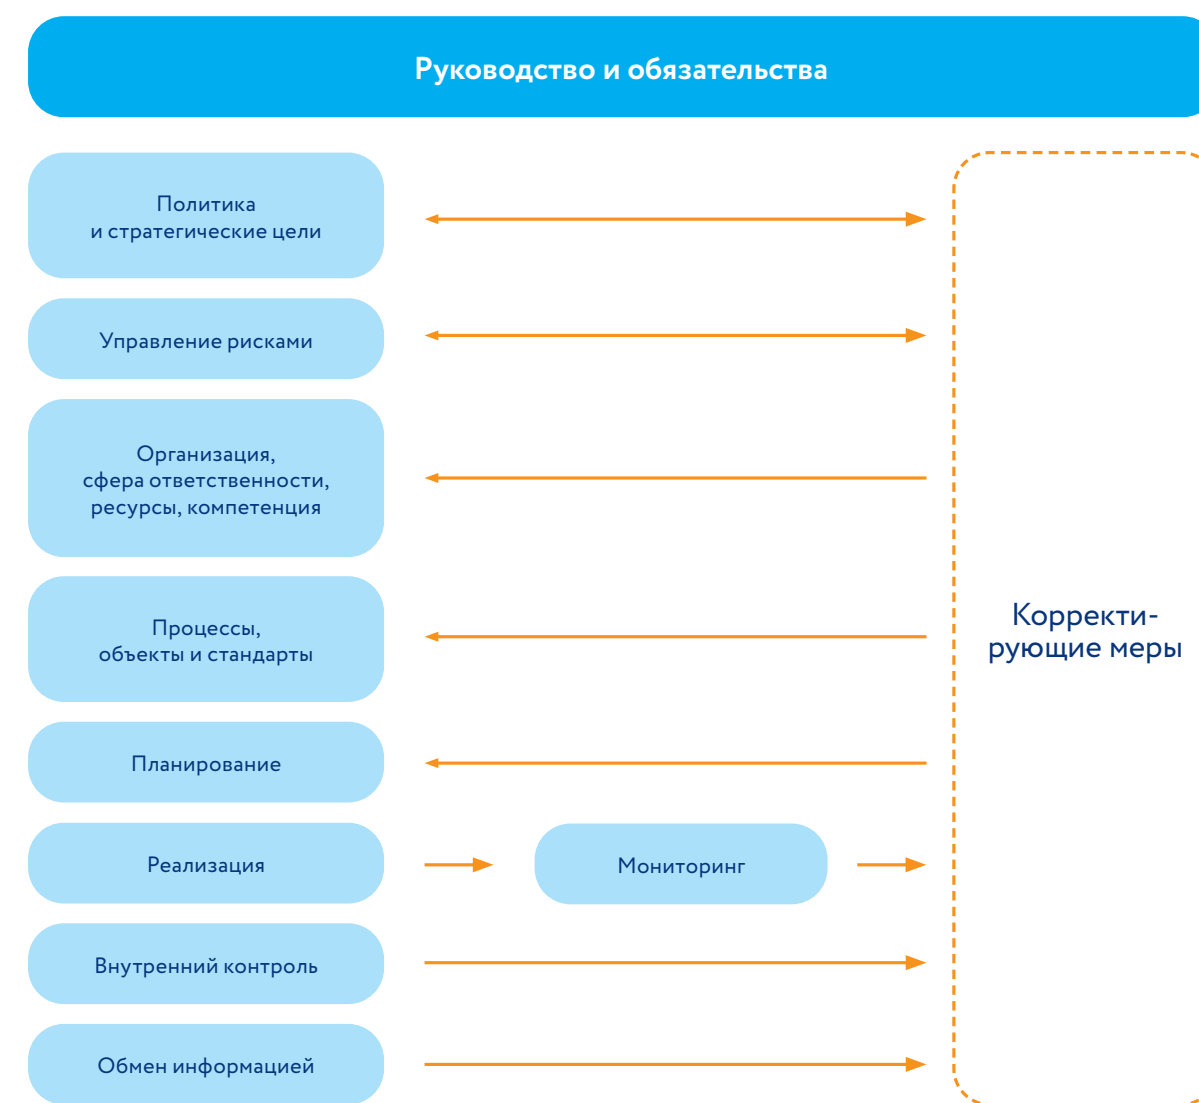 Руководство и обязательства
Политика
и стратегические цели
Управление рисками
Организация,
сфера ответственности,
ресурсы, компетенция
Процессы,
объекты и стандарты
Корректи-
рующие меры
Планирование
Реализация
Мониторинг
Внутренний контроль
Обмен информацией